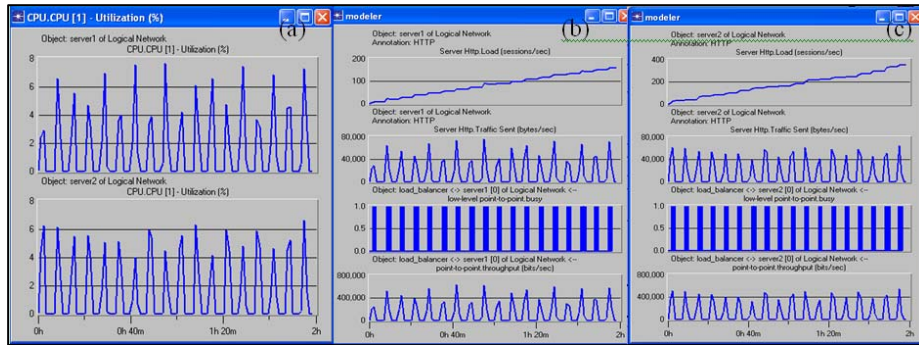 CPU.CPU [1] - Utilization (%)
(a)
Object: server1 of Logical Network
CPU.CPU [1] - Utilization (%)
8
6
4
2
0
Object: server2 of Logical Network
CPU.CPU [1] - Utilization (%)
8
6
4
2
0
0h
0h 40m
1h 20m
2h
modeler
(b)
Object: server1 of Logical Network
Annotation: HTTP
Server Http.Load (sessions/sec)
200
100
0
Object: server1 of Logical Network
Annotation: HTTP
Server Http.Traffic Sent (bytes/sec)
80,000
40,000
0
Object: load_balancer <-> server1 [0] of Logical Network <--
low-level point-to-point.busy
1.0
0.5
0.0
Object: load_balancer <-> server1 [0] of Logical Network <--
point-to-point.throughput (bits/sec)
800,000
400,000
0
0h
0h 40m
1h 20m
2h
modeler
(c)
Object: server2 of Logical Network
Annotation: HTTP
Server Http.Load (sessions/sec)
400
200
0
Object: server2 of Logical Network
Annotation: HTTP
Server Http.Traffic Sent (bytes/sec)
80,000
40,000
0
Object: load_balancer <-> server2 [0] of Logical Network <--
low-level point-to-point.busy
1.0
0.5
0.0
Object: load_balancer <-> server2 [0] of Logical Network <--
point-to-point.throughput (bits/sec)
800,000
400,000
0
0h
0h 40m
1h 20m
2h